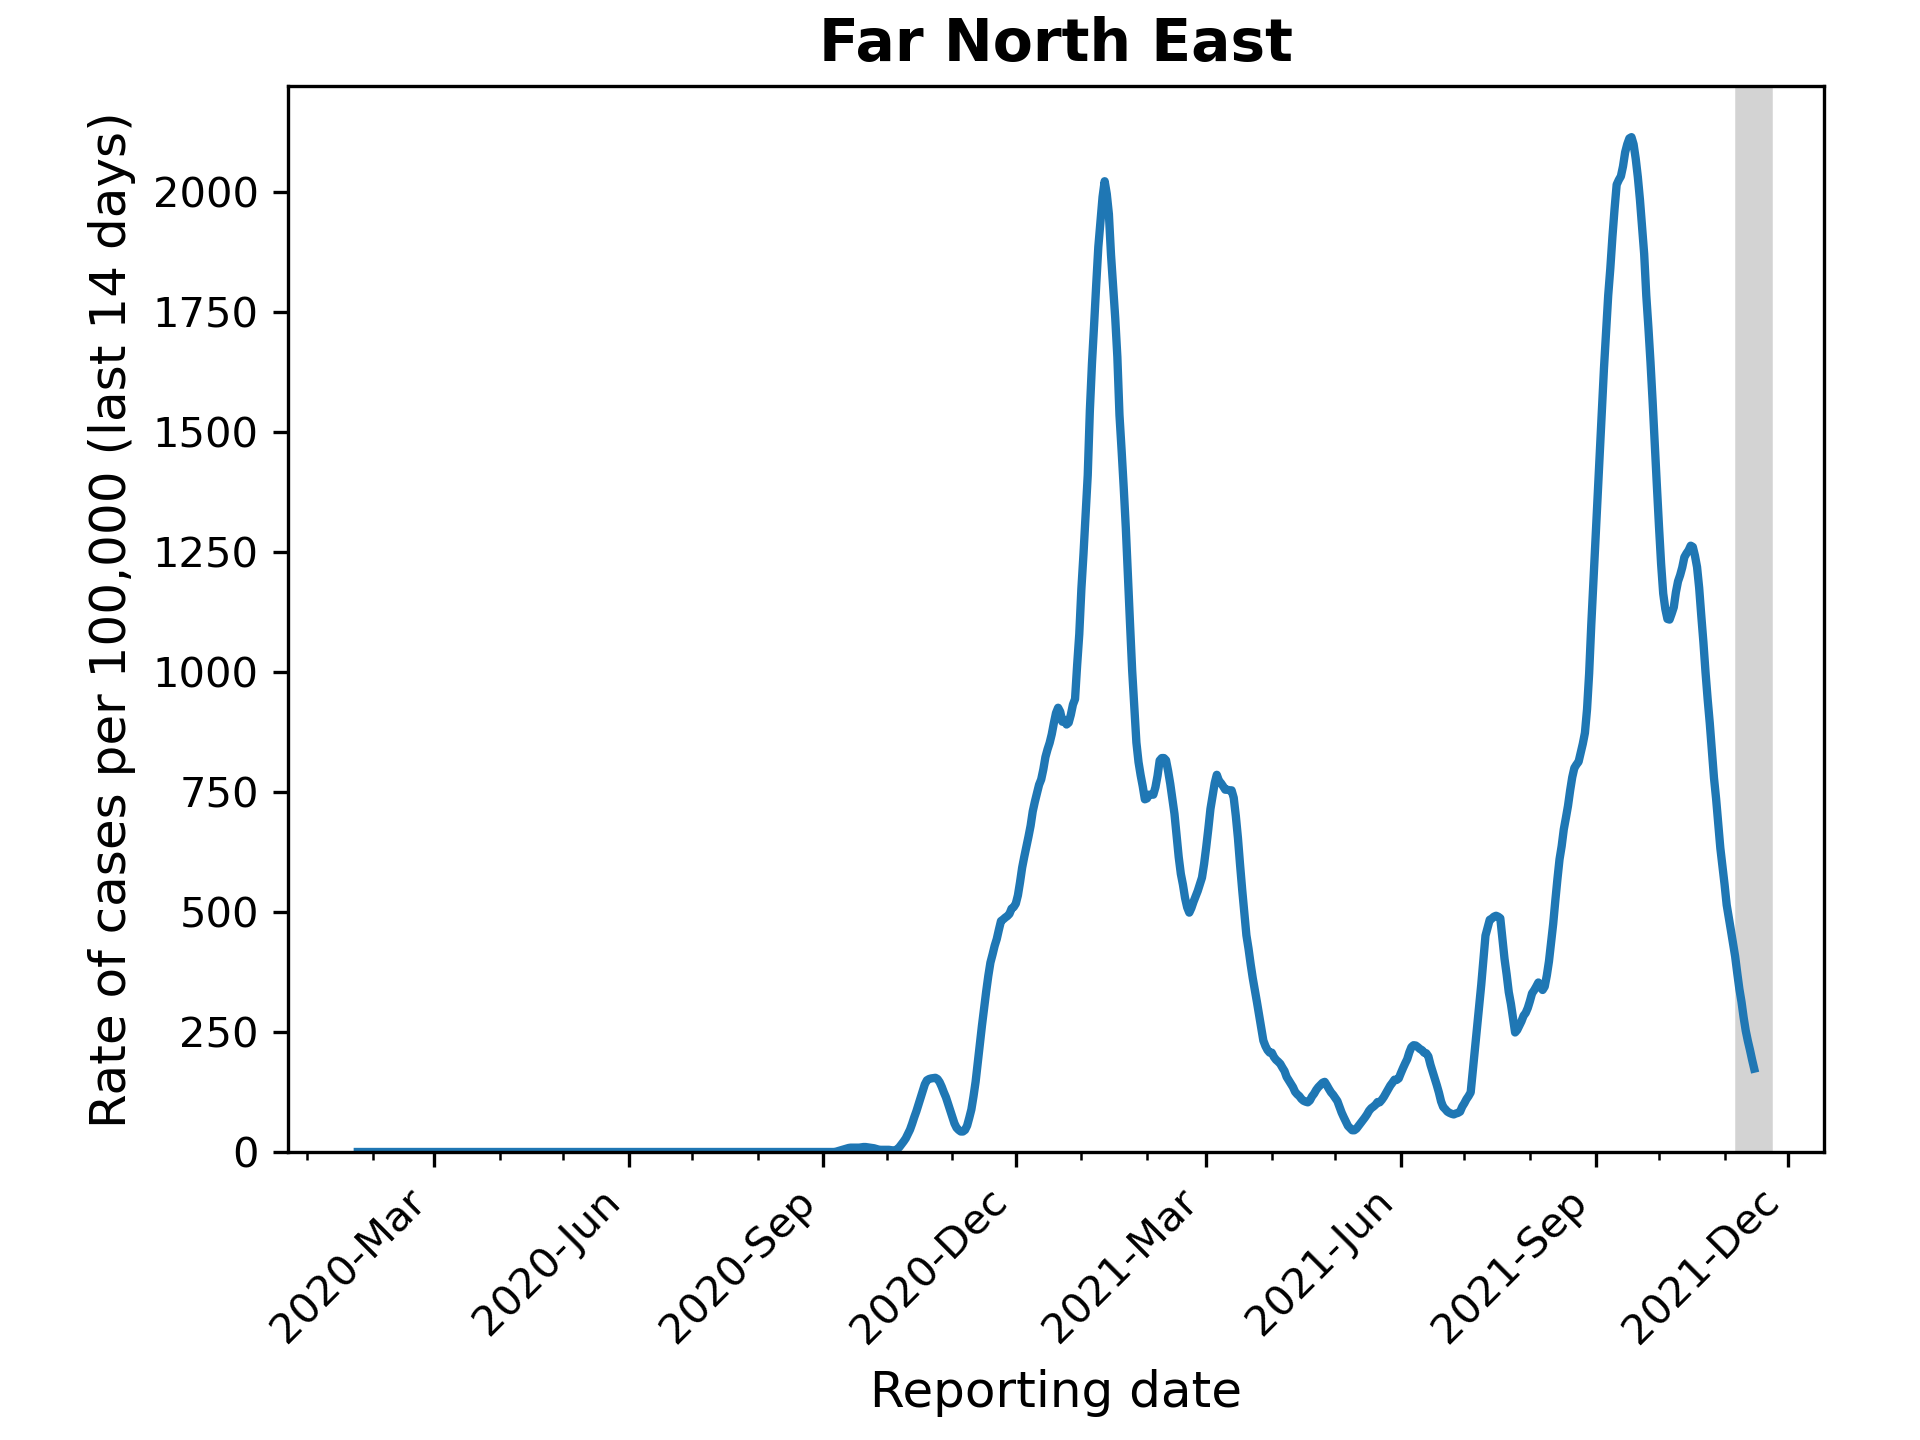 Far North East
Rate of cases per 100,000 (last 14 days)
2000
1750
1500
1250
1000
750
500
250
0
2020-Mar
2020-Jun
2020-Sep
2020-Dec
2021-Mar
2021-Jun
2021-Sep
2021-Dec
Reporting date